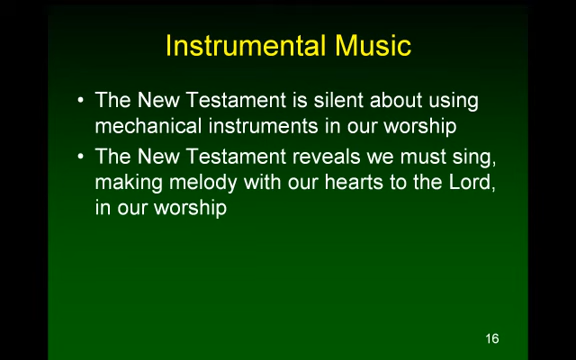 Instrumental Music
• The New Testament is silent about using
mechanical instruments in our worship
• The New Testament reveals we must sing,
making melody with our hearts to the Lord,
in our worship
16